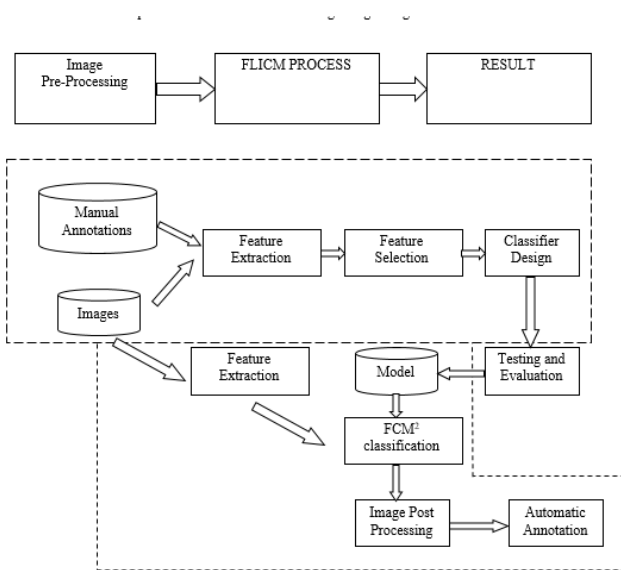 Image
Pre-Processing
FLICM PROCESS
RESULT
Manual
Annotations
Feature
Extraction
Feature
Selection
Classifier
Design
Images
Feature
Extraction
Model
Testing and
Evaluation
FCM²
classification
Image Post
Processing
Automatic
Annotation